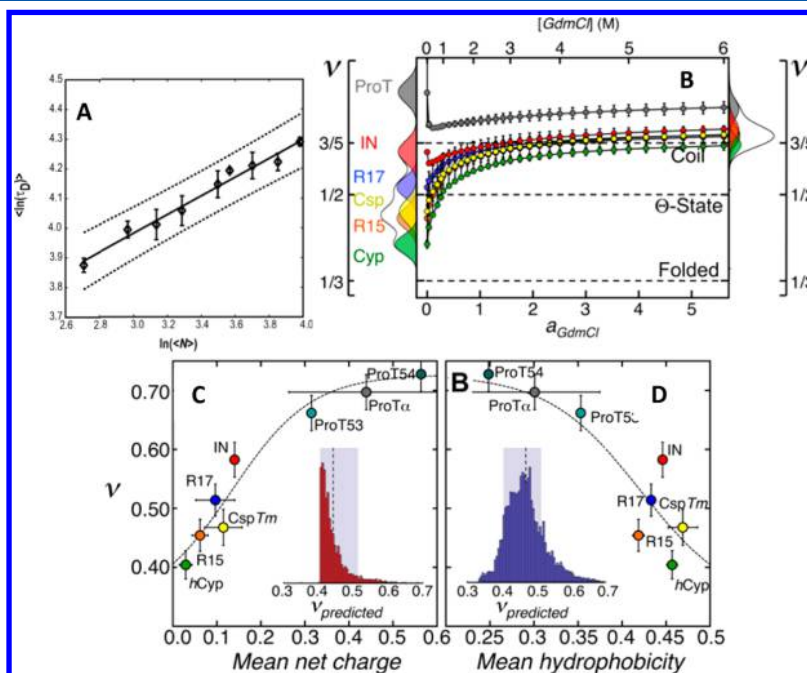 A
<ln(τD)>
4.5
4.4
4.3
4.2
4.1
4.0
3.9
3.8
3.7
2.6 2.8 3.0 3.2 3.4 3.6 3.8 4.0
ln(<N>)
[GdmCl] (M)
0 1 2 3 4 5 6
B
ν
ProT
3/5
IN
R17
1/2
Csp
R15
Cyp
1/3
Coil
Θ-State
Folded
ν
3/5
1/2
1/3
0 1 2 3 4 5
aGdmCl
C
ν
0.70
0.60
0.50
0.40
ProT54
ProTα
ProT53
IN
R17
CspTm
R15
hCyp
0.3 0.4 0.5 0.6 0.7
νpredicted
0.0 0.1 0.2 0.3 0.4 0.5 0.6
Mean net charge
B
D
ProT54
ProTα
IN
R17
CspTm
R15
hCyp
0.3 0.4 0.5 0.6 0.7
νpredicted
0.25 0.30 0.35 0.40 0.45 0.5
Mean hydrophobicity